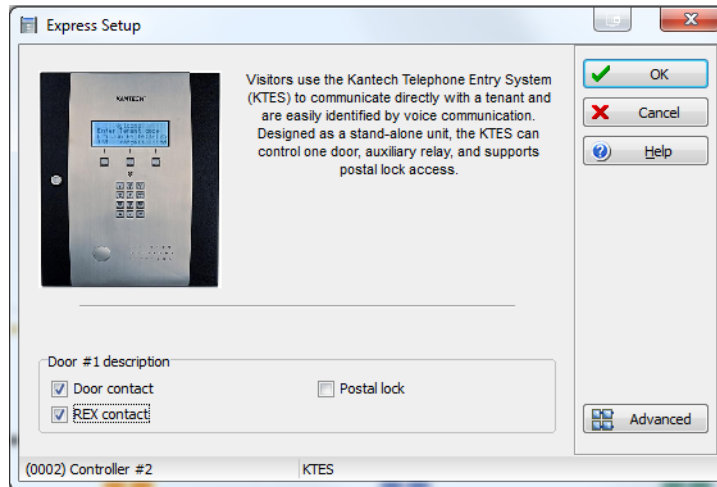 Express Setup
KANTECH
Enter Tenant code
Visitors use the Kantech Telephone Entry System
(KTES) to communicate directly with a tenant and
are easily identified by voice communication.
Designed as a stand-alone unit, the KTES can
control one door, auxiliary relay, and supports
postal lock access.
OK
Cancel
Help
Door #1 description
Door contact
Postal lock
REX contact
Advanced
(0002) Controller #2
KTES